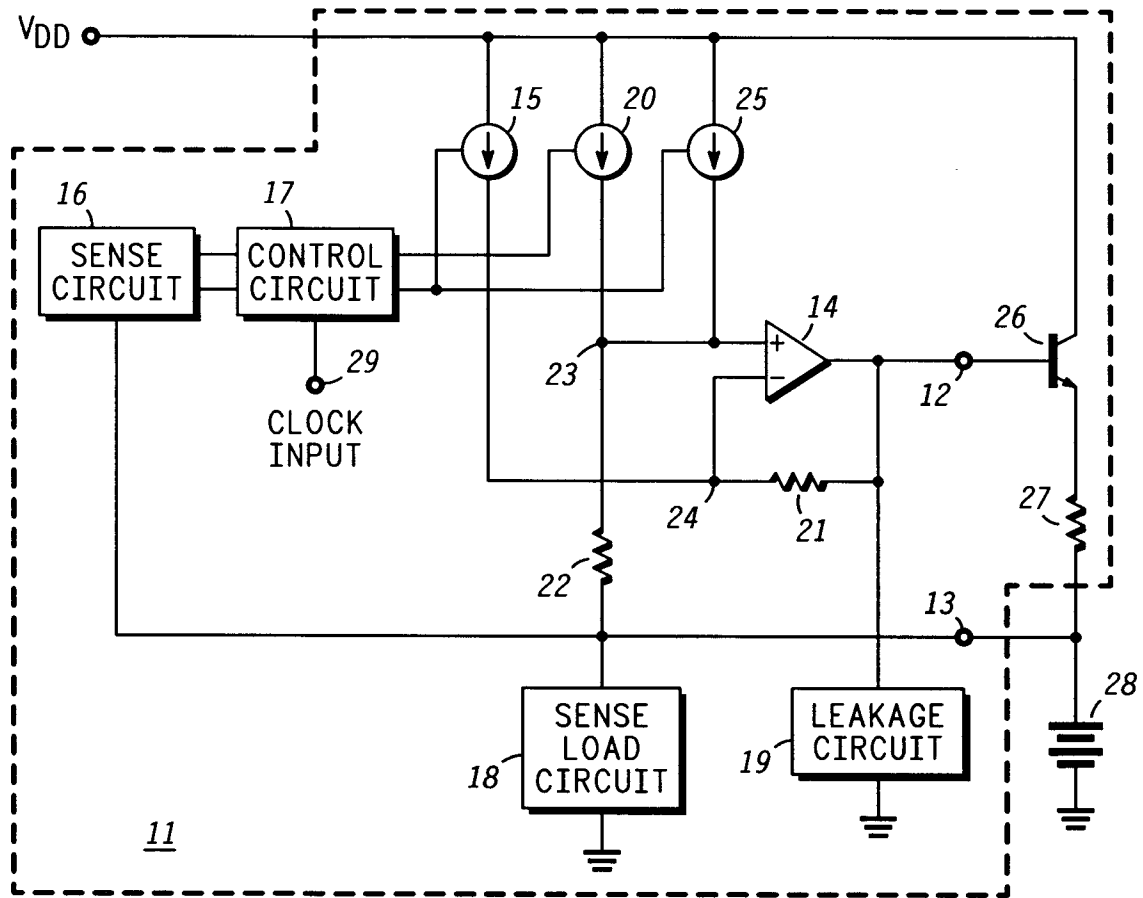 VDD
15
20
25
16
SENSE
CIRCUIT
17
CONTROL
CIRCUIT
14
+
−
26
23
29
12
CLOCK
INPUT
24
21
27
22
13
SENSE
LOAD
CIRCUIT
18
LEAKAGE
CIRCUIT
19
28
11